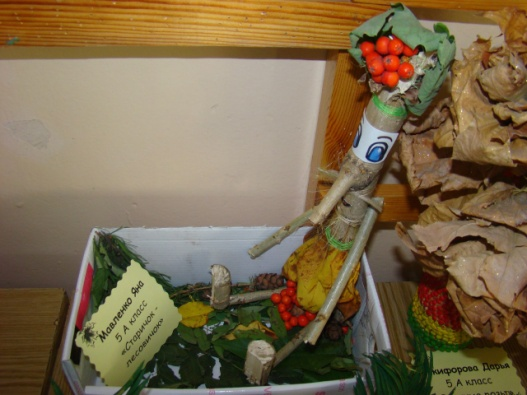 Мавленко Яна
5 А класс
«Старичок -
лесовичок»
кифорова Дарья
5 А класс